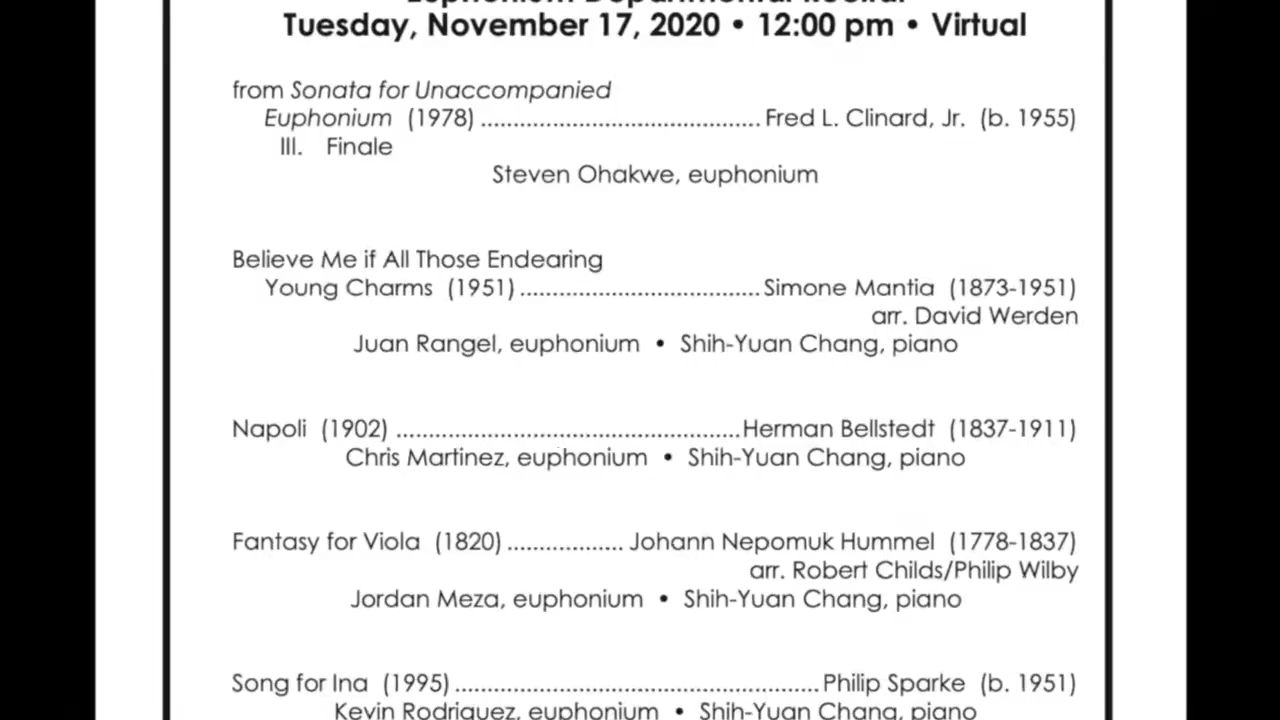 Euphonium Departmental Recital
Tuesday, November 17, 2020 • 12:00 pm • Virtual
from Sonata for Unaccompanied
Euphonium (1978) ........................................... Fred L. Clinard, Jr. (b. 1955)
III. Finale
Steven Ohakwe, euphonium
Believe Me if All Those Endearing
Young Charms (1951) ..................................... Simone Mantia (1873-1951)
arr. David Werden
Juan Rangel, euphonium • Shih-Yuan Chang, piano
Napoli (1902) ..................................................... Herman Bellstedt (1837-1911)
Chris Martinez, euphonium • Shih-Yuan Chang, piano
Fantasy for Viola (1820) .................. Johann Nepomuk Hummel (1778-1837)
arr. Robert Childs/Philip Wilby
Jordan Meza, euphonium • Shih-Yuan Chang, piano
Song for Ina (1995) ........................................................ Philip Sparke (b. 1951)
Kevin Rodriguez, euphonium • Shih-Yuan Chang, piano